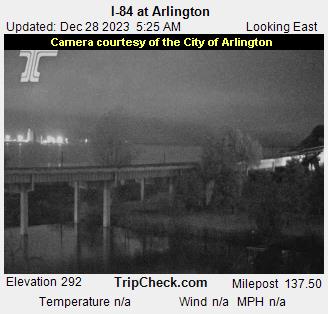 I-84 at Arlington
Updated: Dec 28 2023 5:25 AM Looking East
Camera courtesy of the City of Arlington
Elevation 292 TripCheck.com Milepost 137.50
Temperature n/a Wind n/a MPH n/a